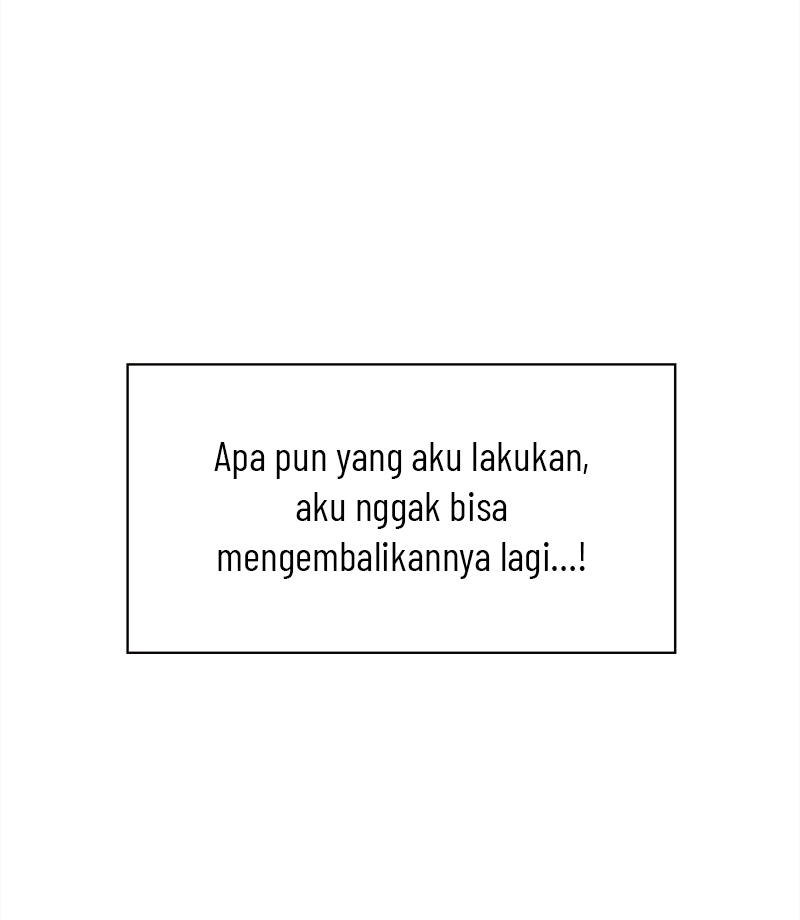 Apa pun yang aku lakukan,
aku nggak bisa
mengembalikannya lagi...!